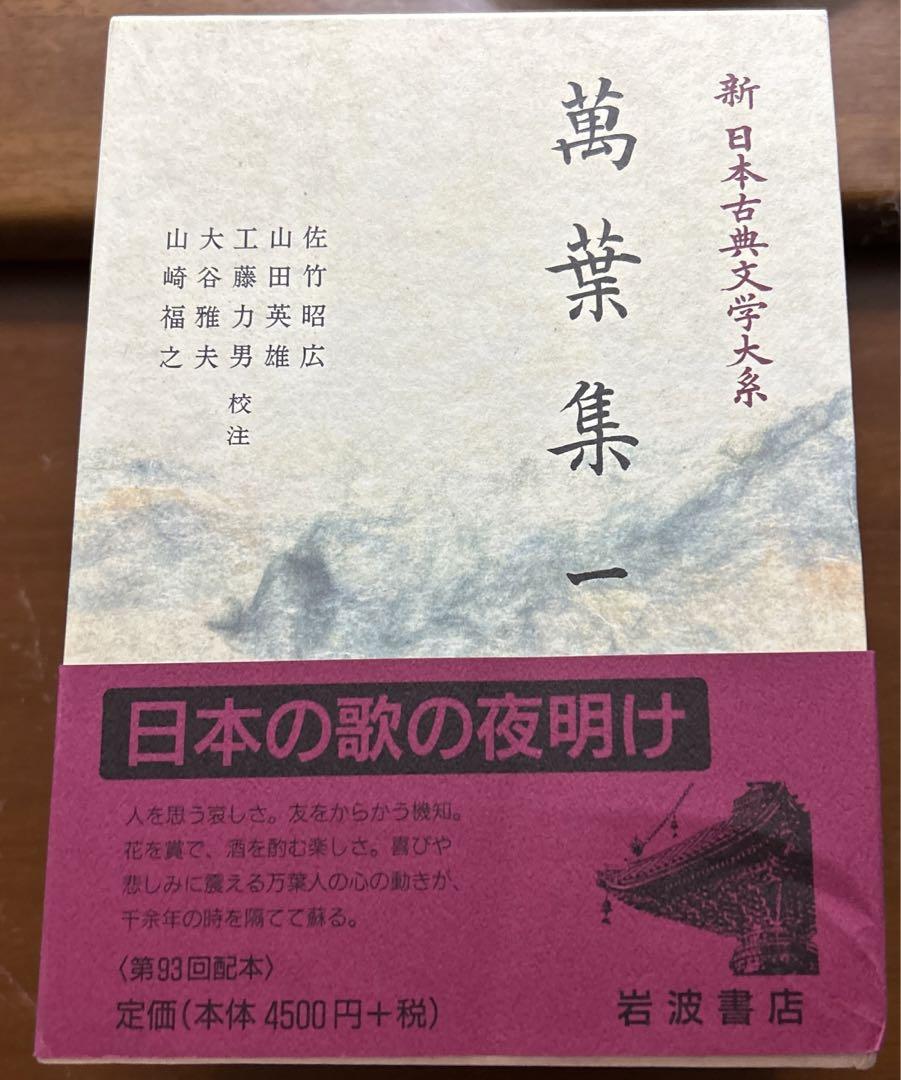 新 日本古典文学大系
萬葉集 一
佐竹昭広
山田英雄
工藤力男
大谷雅夫
山崎福之
校注
日本の歌の夜明け
人を思う哀しさ。友をからかう機知。
花を賞で、酒を酌む楽しさ。喜びや
悲しみに震える万葉人の心の動きが、
千余年の時を隔てて蘇る。
〈第93回配本〉
定価(本体4500円+税)
岩波書店